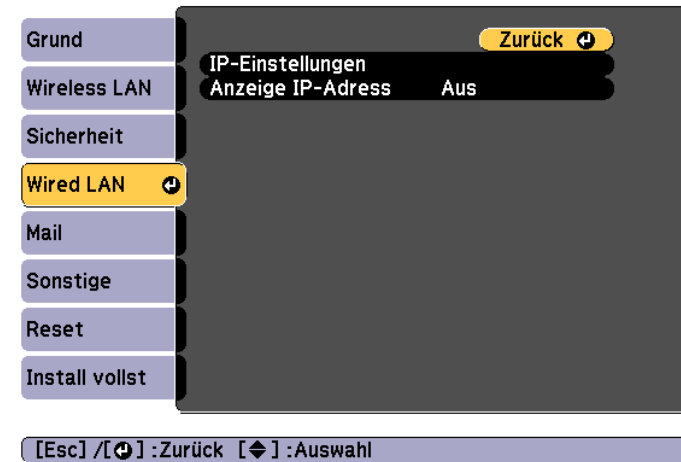 Grund
Wireless LAN
Sicherheit
Wired LAN
Mail
Sonstige
Reset
Install vollst
Zurück
IP-Einstellungen
Anzeige IP-Adress Aus
[Esc] /[⏎] :Zurück [◆] :Auswahl